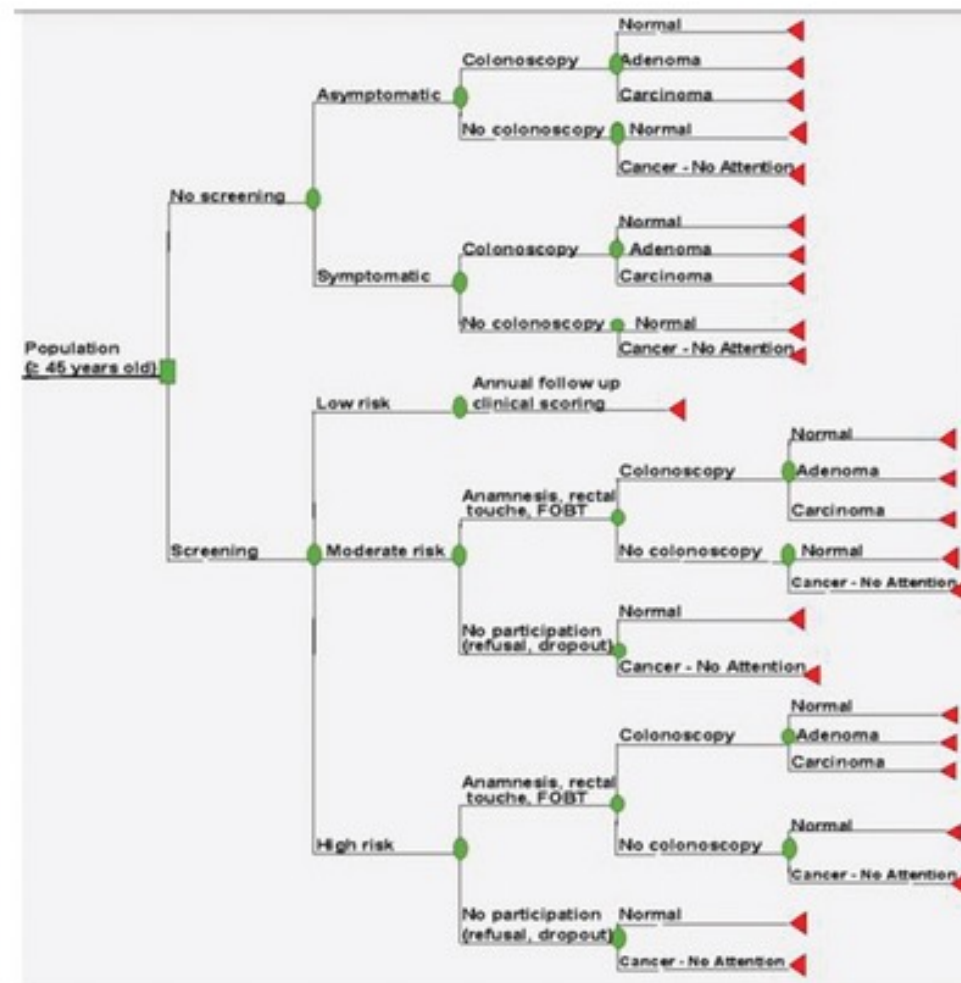 Normal
Colonoscopy
Adenoma
Asymptomatic
Carcinoma
No colonoscopy
Normal
Cancer - No Attention
No screening
Normal
Colonoscopy
Adenoma
Symptomatic
Carcinoma
No colonoscopy
Normal
Cancer - No Attention
Population
(≥ 45 years old)
Low risk
Annual follow up
clinical scoring
Normal
Colonoscopy
Adenoma
Anamnesis, rectal
touche, FOBT
Carcinoma
Screening
Moderate risk
No colonoscopy
Normal
Cancer - No Attention
Normal
No participation
(refusal, dropout)
Cancer - No Attention
Normal
Colonoscopy
Adenoma
Carcinoma
Anamnesis, rectal
touche, FOBT
Normal
High risk
No colonoscopy
Cancer - No Attention
No participation
(refusal, dropout)
Normal
Cancer - No Attention